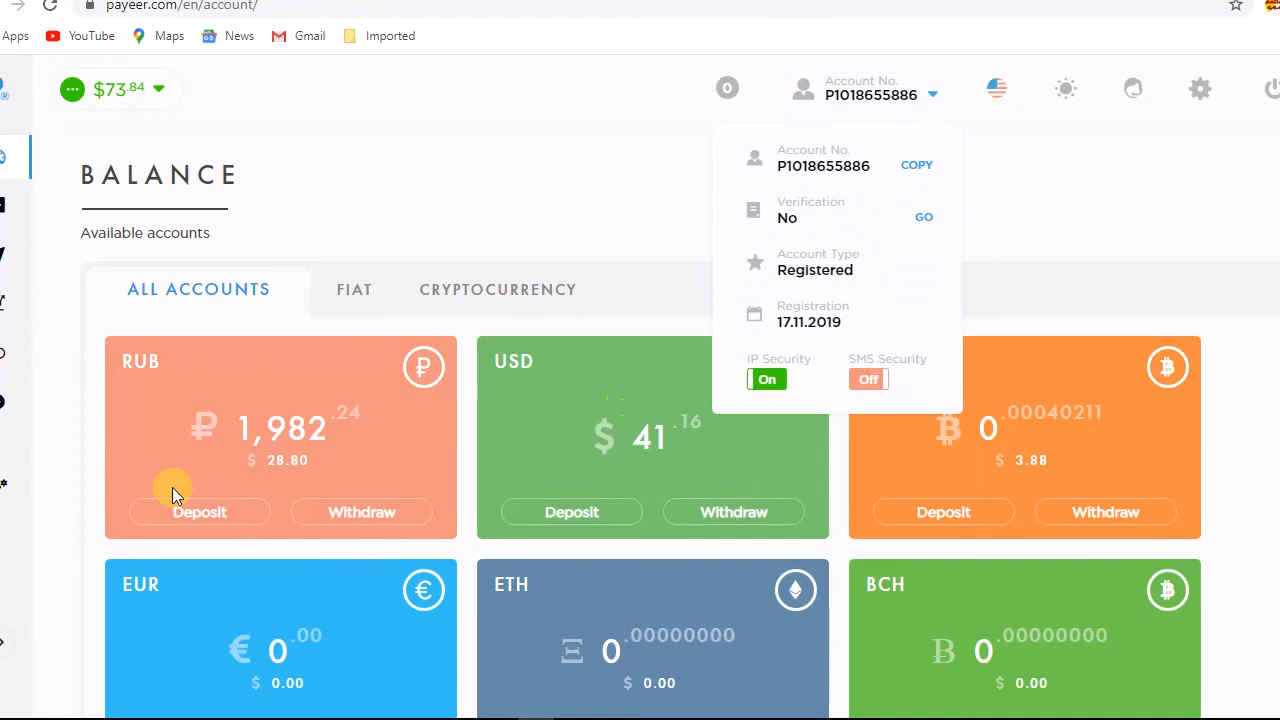 payeer.com/en/account/
Apps YouTube Maps News Gmail Imported
$73.84 0 Account No.
P1018655886
Account No.
P1018655886 COPY
BALANCE
Verification
No GO
Available accounts
Account Type
Registered
ALL ACCOUNTS FIAT CRYPTOCURRENCY
Registration
17.11.2019
IP Security SMS Security
On Off
RUB ₽ USD
₽ 1,982.24 $ 41.16 0.00040211
$ 28.80 $ 3.88
Deposit Withdraw Deposit Withdraw Deposit Withdraw
EUR € ETH BCH
€ 0.00 Ξ 0.00000000 0.00000000
$ 0.00 $ 0.00 $ 0.00